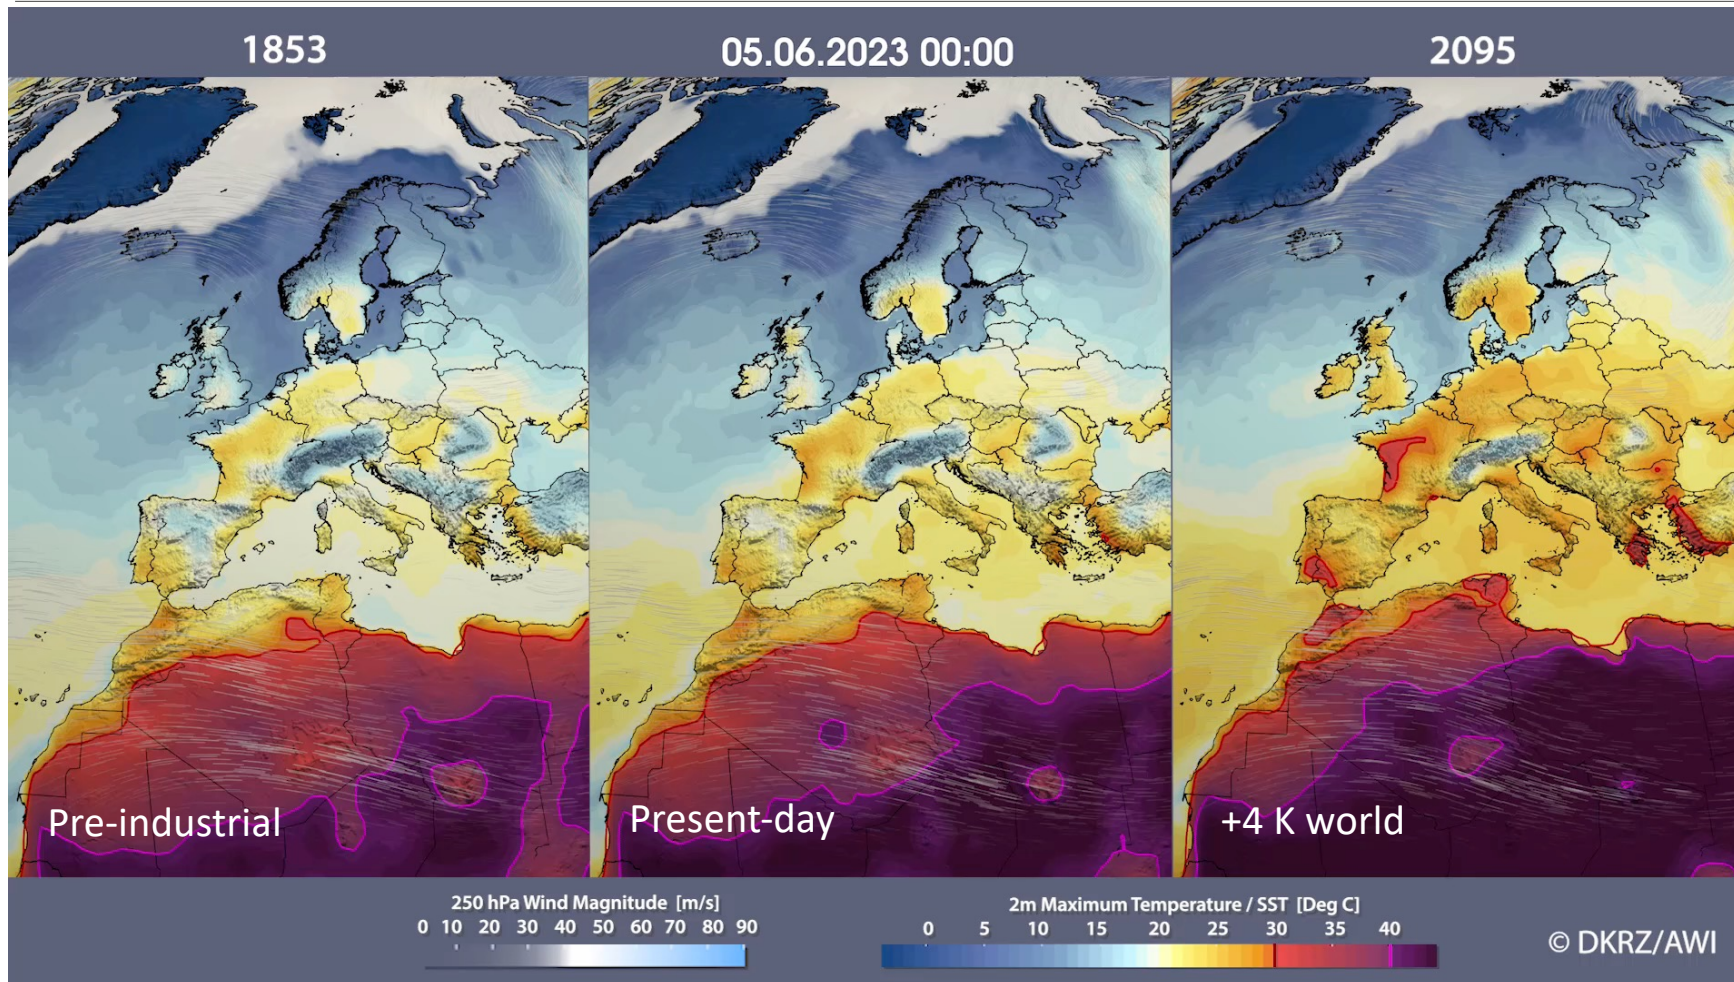 1853
05.06.2023 00:00
2095
Pre-industrial
Present-day
+4 K world
250 hPa Wind Magnitude [m/s]
0 10 20 30 40 50 60 70 80 90
2m Maximum Temperature / SST [Deg C]
0 5 10 15 20 25 30 35 40
© DKRZ/AWI